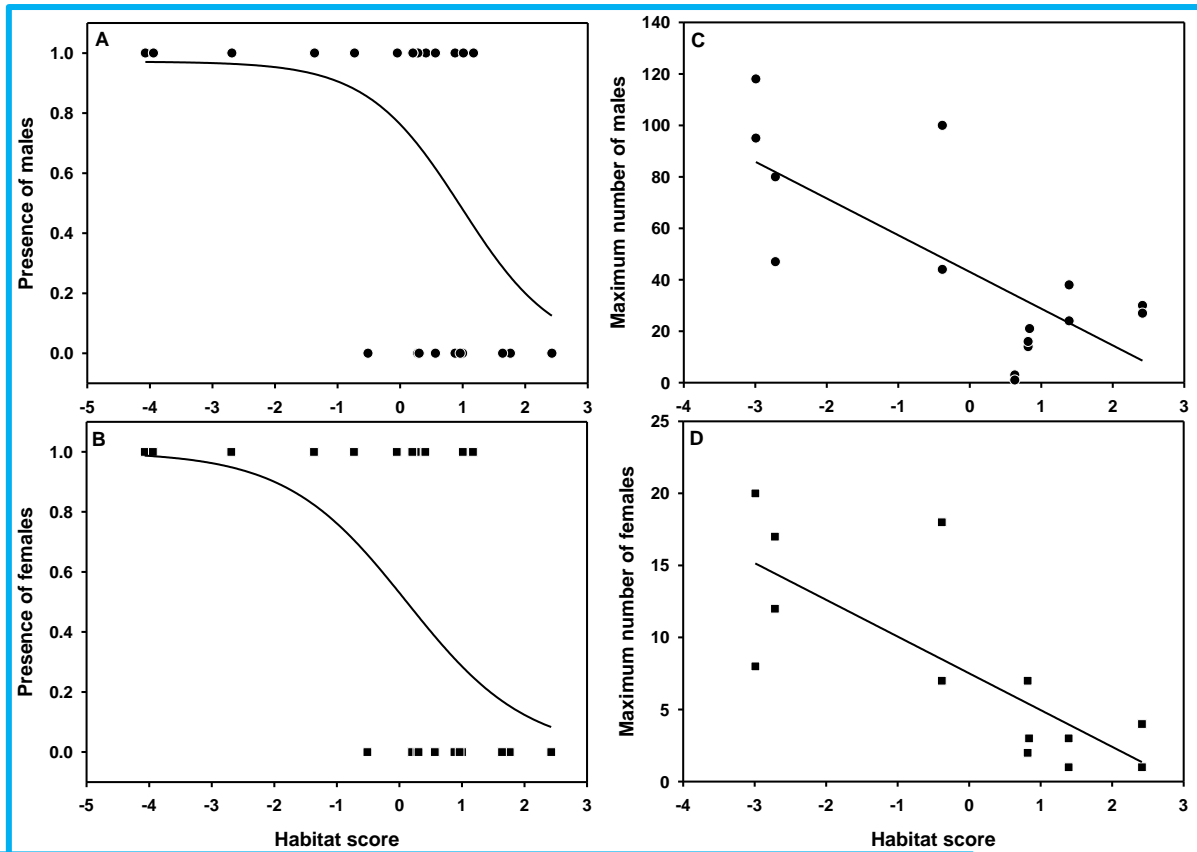 A
Presence of males
1.0
0.8
0.6
0.4
0.2
0.0
-5 -4 -3 -2 -1 0 1 2 3
C
Maximum number of males
140
120
100
80
60
40
20
0
-4 -3 -2 -1 0 1 2 3
B
Presence of females
1.0
0.8
0.6
0.4
0.2
0.0
-5 -4 -3 -2 -1 0 1 2 3
Habitat score
D
Maximum number of females
25
20
15
10
5
0
-4 -3 -2 -1 0 1 2 3
Habitat score